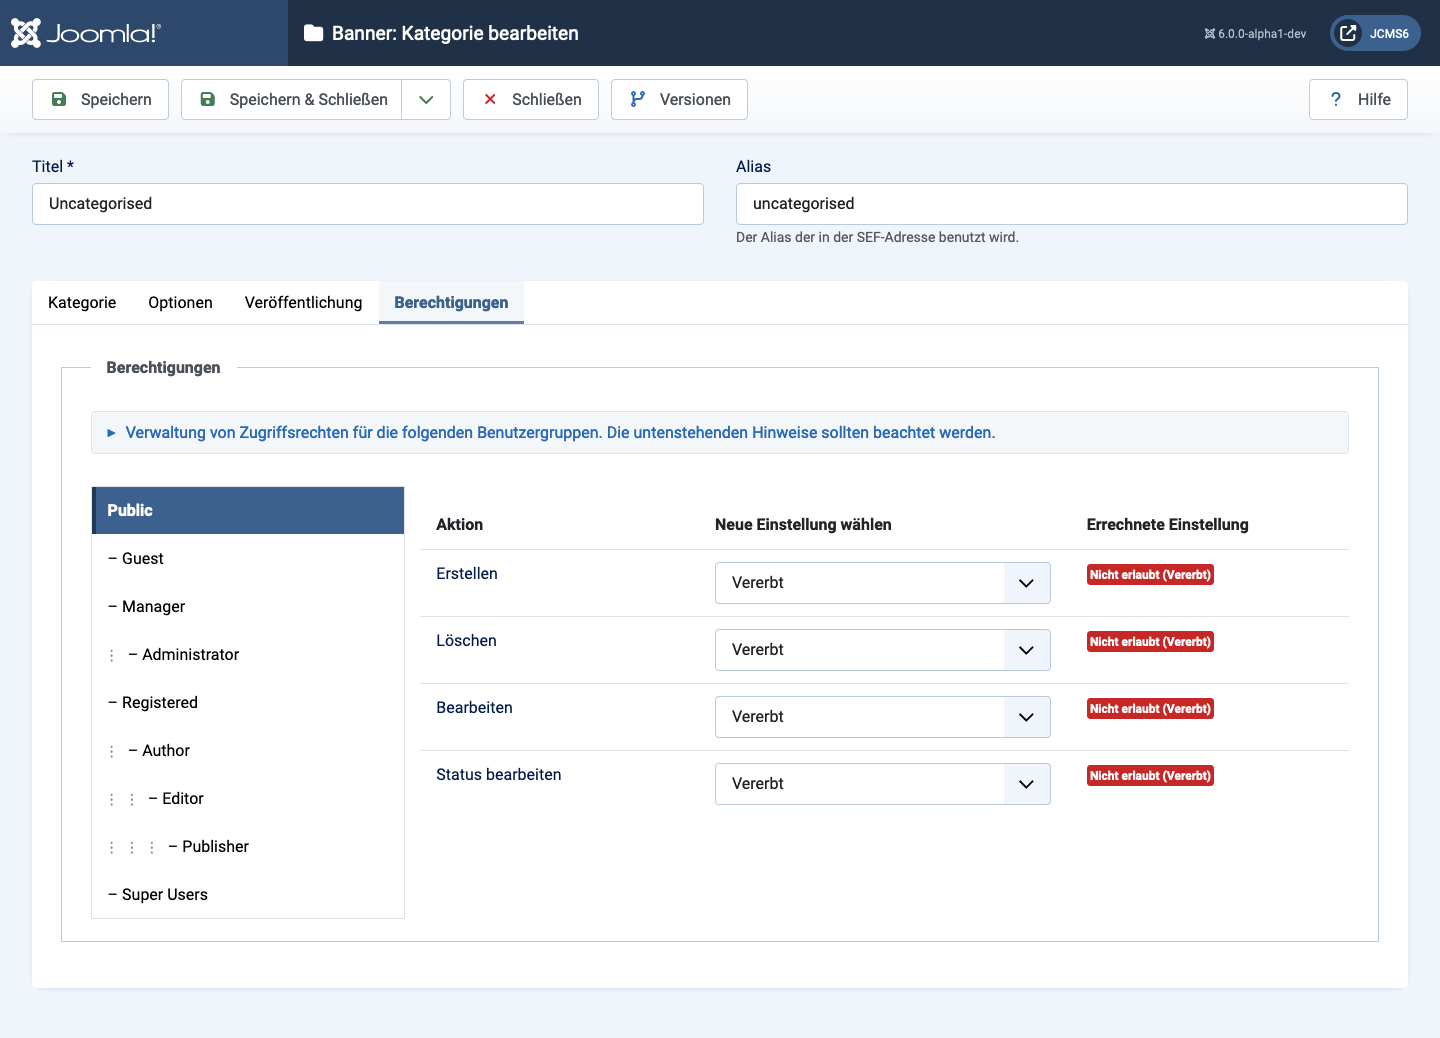 Joomla!®
Banner: Kategorie bearbeiten
6.0.0-alpha1-dev
JCMS6
Speichern
Speichern & Schließen
Schließen
Versionen
? Hilfe
Titel *
Alias
Uncategorised
uncategorised
Der Alias der in der SEF-Adresse benutzt wird.
Kategorie Optionen Veröffentlichung Berechtigungen
Berechtigungen
Verwaltung von Zugriffsrechten für die folgenden Benutzergruppen. Die untenstehenden Hinweise sollten beachtet werden.
Public
– Guest
– Manager
⋮ – Administrator
– Registered
⋮ – Author
⋮ ⋮ – Editor
⋮ ⋮ ⋮ – Publisher
– Super Users
Aktion Neue Einstellung wählen Errechnete Einstellung
Erstellen Vererbt Nicht erlaubt (Vererbt)
Löschen Vererbt Nicht erlaubt (Vererbt)
Bearbeiten Vererbt Nicht erlaubt (Vererbt)
Status bearbeiten Vererbt Nicht erlaubt (Vererbt)